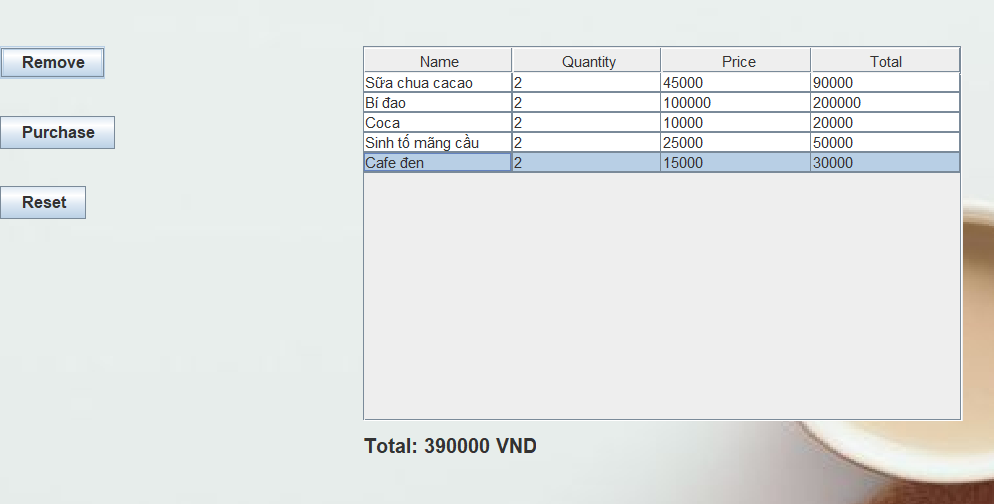 Remove
Purchase
Reset
Name Quantity Price Total
Sữa chua cacao 2 45000 90000
Bí đao 2 100000 200000
Coca 2 10000 20000
Sinh tố mãng cầu 2 25000 50000
Cafe đen 2 15000 30000
Total: 390000 VND